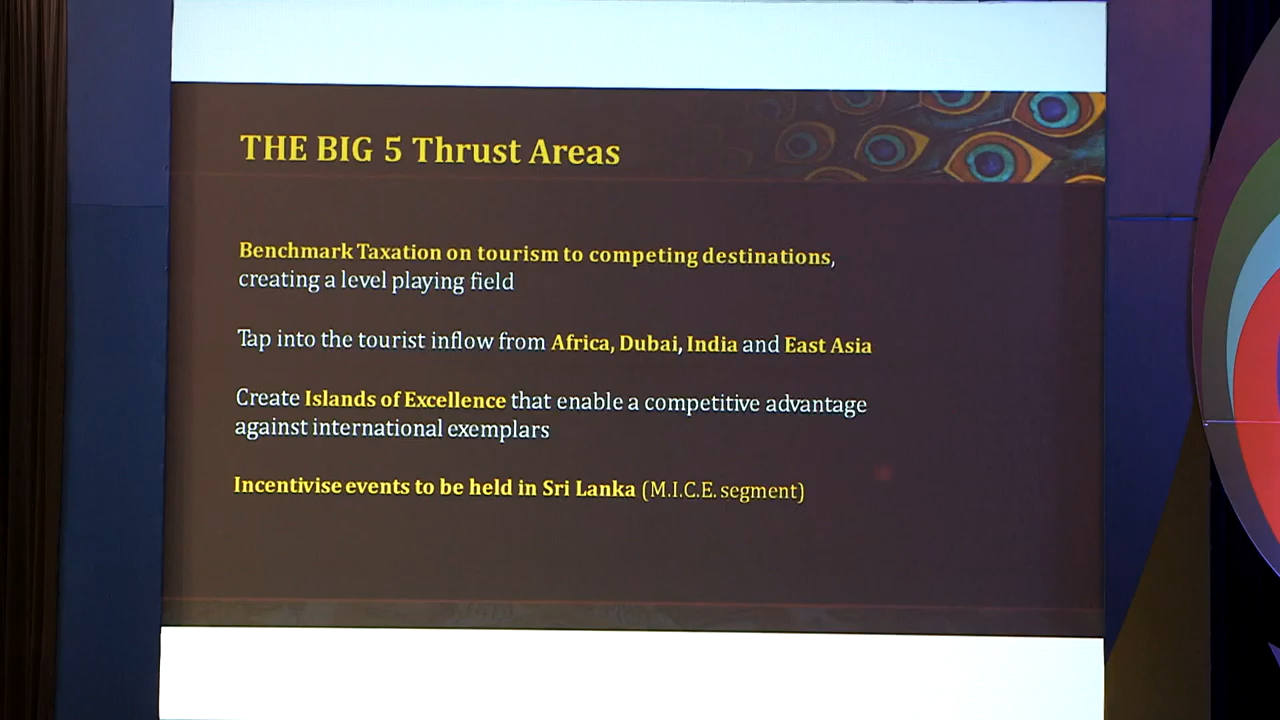 THE BIG 5 Thrust Areas
Benchmark Taxation on tourism to competing destinations,
creating a level playing field
Tap into the tourist inflow from Africa, Dubai, India and East Asia
Create Islands of Excellence that enable a competitive advantage
against international exemplars
Incentivise events to be held in Sri Lanka (M.I.C.E. segment)